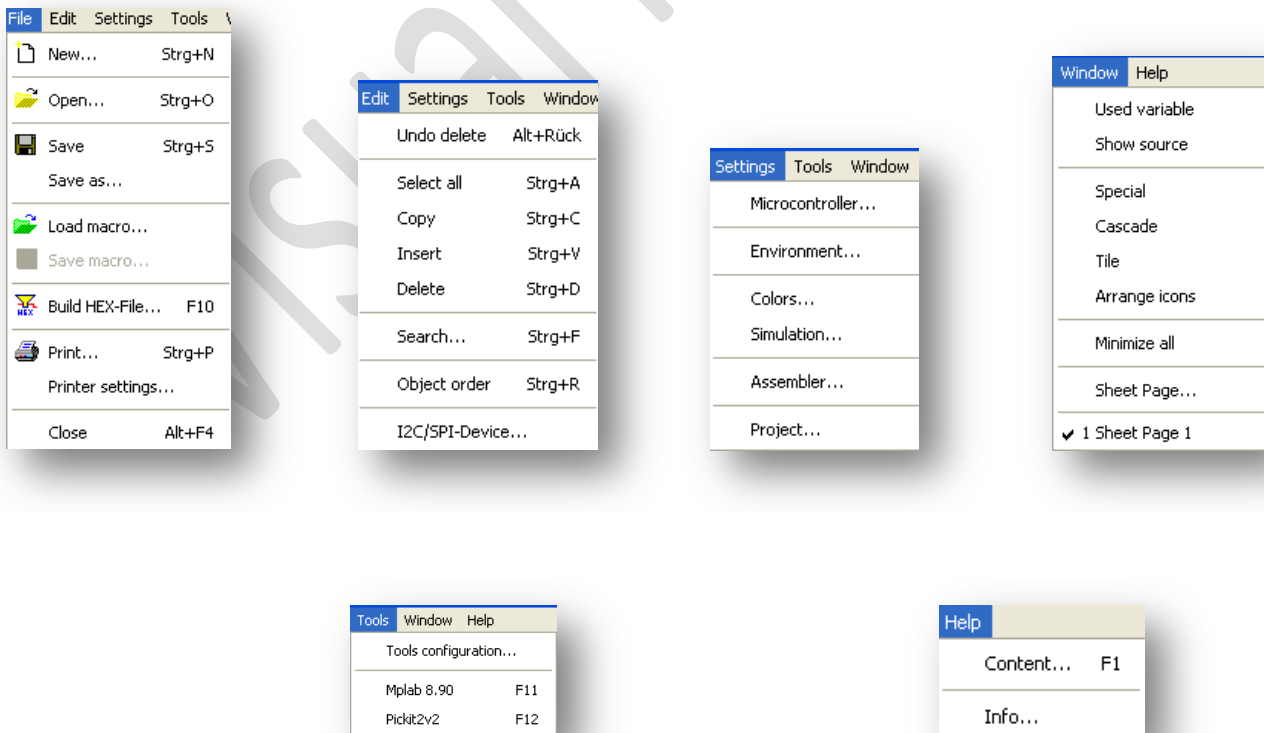 File Edit Settings Tools
New... Strg+N
Open... Strg+O
Save Strg+S
Save as...
Load macro...
Save macro...
HEX Build HEX-File... F10
Print... Strg+P
Printer settings...
Close Alt+F4
Edit Settings Tools Window
Undo delete Alt+Rück
Select all Strg+A
Copy Strg+C
Insert Strg+V
Delete Strg+D
Search... Strg+F
Object order Strg+R
I2C/SPI-Device...
Settings Tools Window
Microcontroller...
Environment...
Colors...
Simulation...
Assembler...
Project...
Window Help
Used variable
Show source
Special
Cascade
Tile
Arrange icons
Minimize all
Sheet Page...
1 Sheet Page 1
Tools Window Help
Tools configuration...
Mplab 8.90 F11
Pickit2v2 F12
Help
Content... F1
Info...